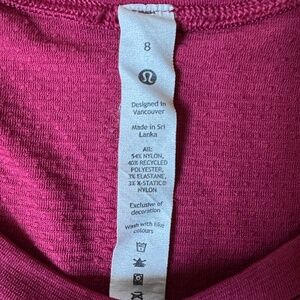 8
Designed in
Vancouver
Made in Sri
Lanka
All:
54% NYLON,
40% RECYCLED
POLYESTER,
3% ELASTANE,
3% X-STATIC®
NYLON
Exclusive of
decoration
Wash with like
colours